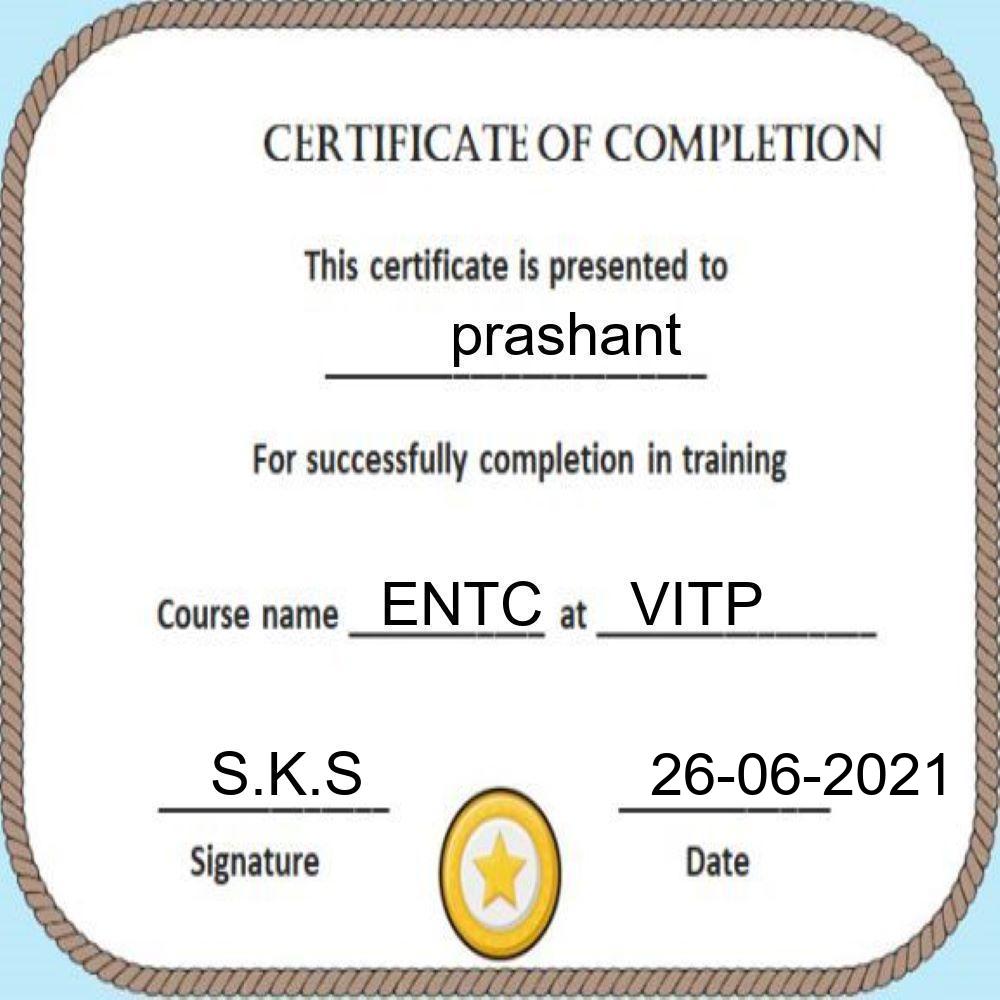 CERTIFICATE OF COMPLETION
This certificate is presented to
prashant
For successfully completion in training
Course name ENTC at VITP
S.K.S 26-06-2021
Signature Date